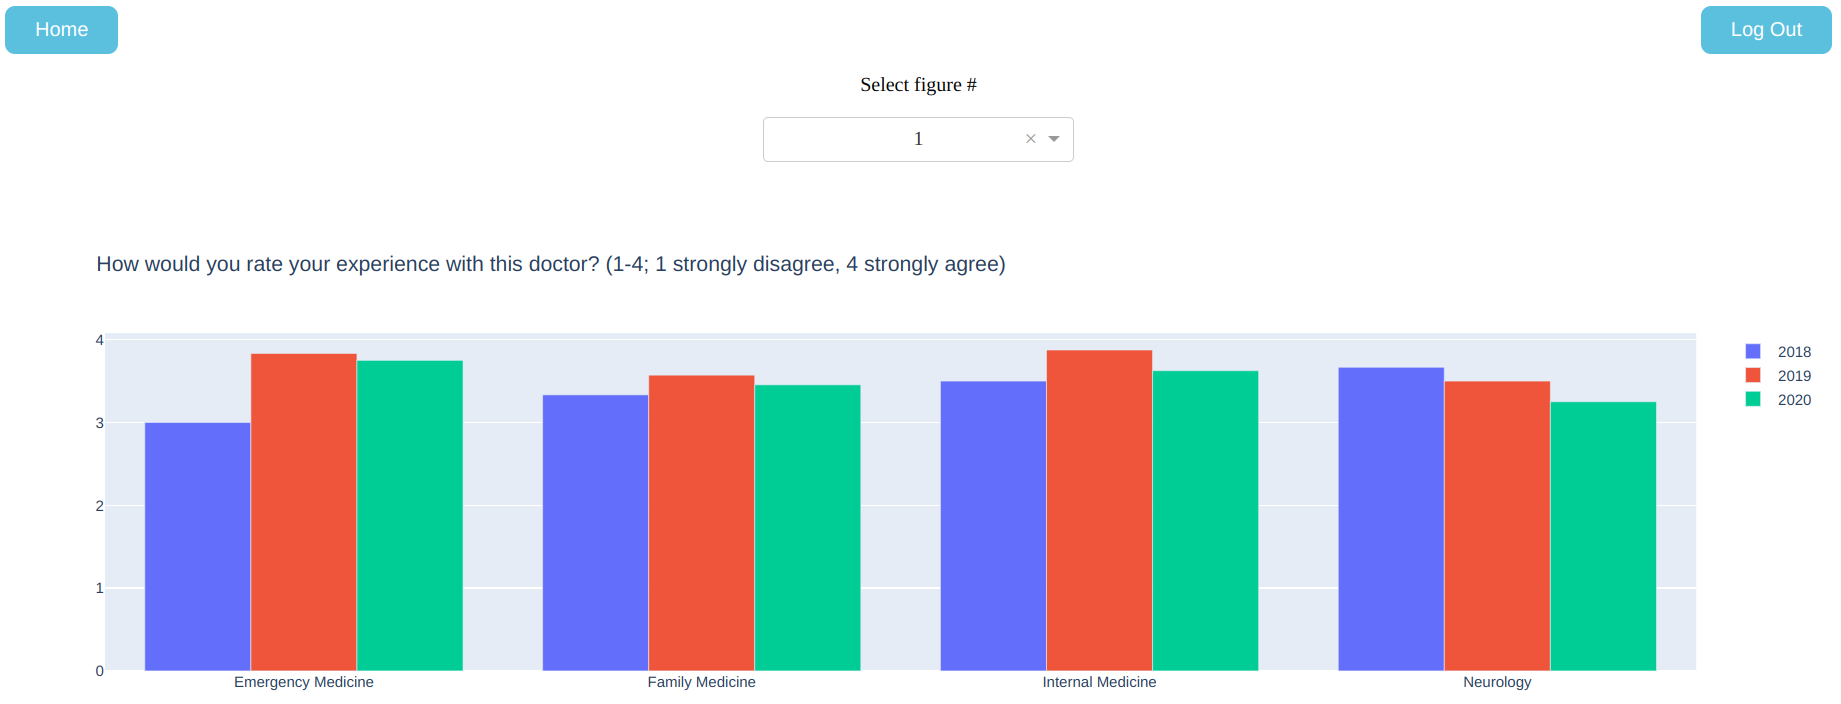 Home
Log Out
Select figure #
1
×
How would you rate your experience with this doctor? (1-4; 1 strongly disagree, 4 strongly agree)
4
3
2
1
0
Emergency Medicine
Family Medicine
Internal Medicine
Neurology
2018
2019
2020